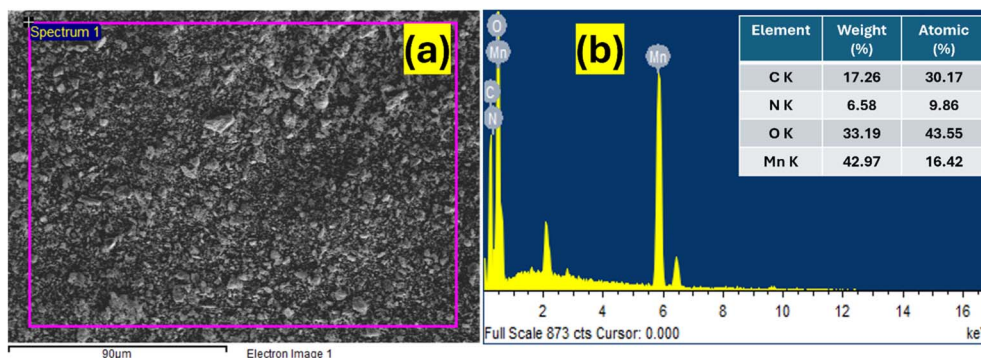 Spectrum 1
(a)
90μm
Electron Image 1
(b)
O
Mn
C
N
Mn
Element Weight (%) Atomic (%)
C K 17.26 30.17
N K 6.58 9.86
O K 33.19 43.55
Mn K 42.97 16.42
2 4 6 8 10 12 14 16
Full Scale 873 cts Cursor: 0.000
keV